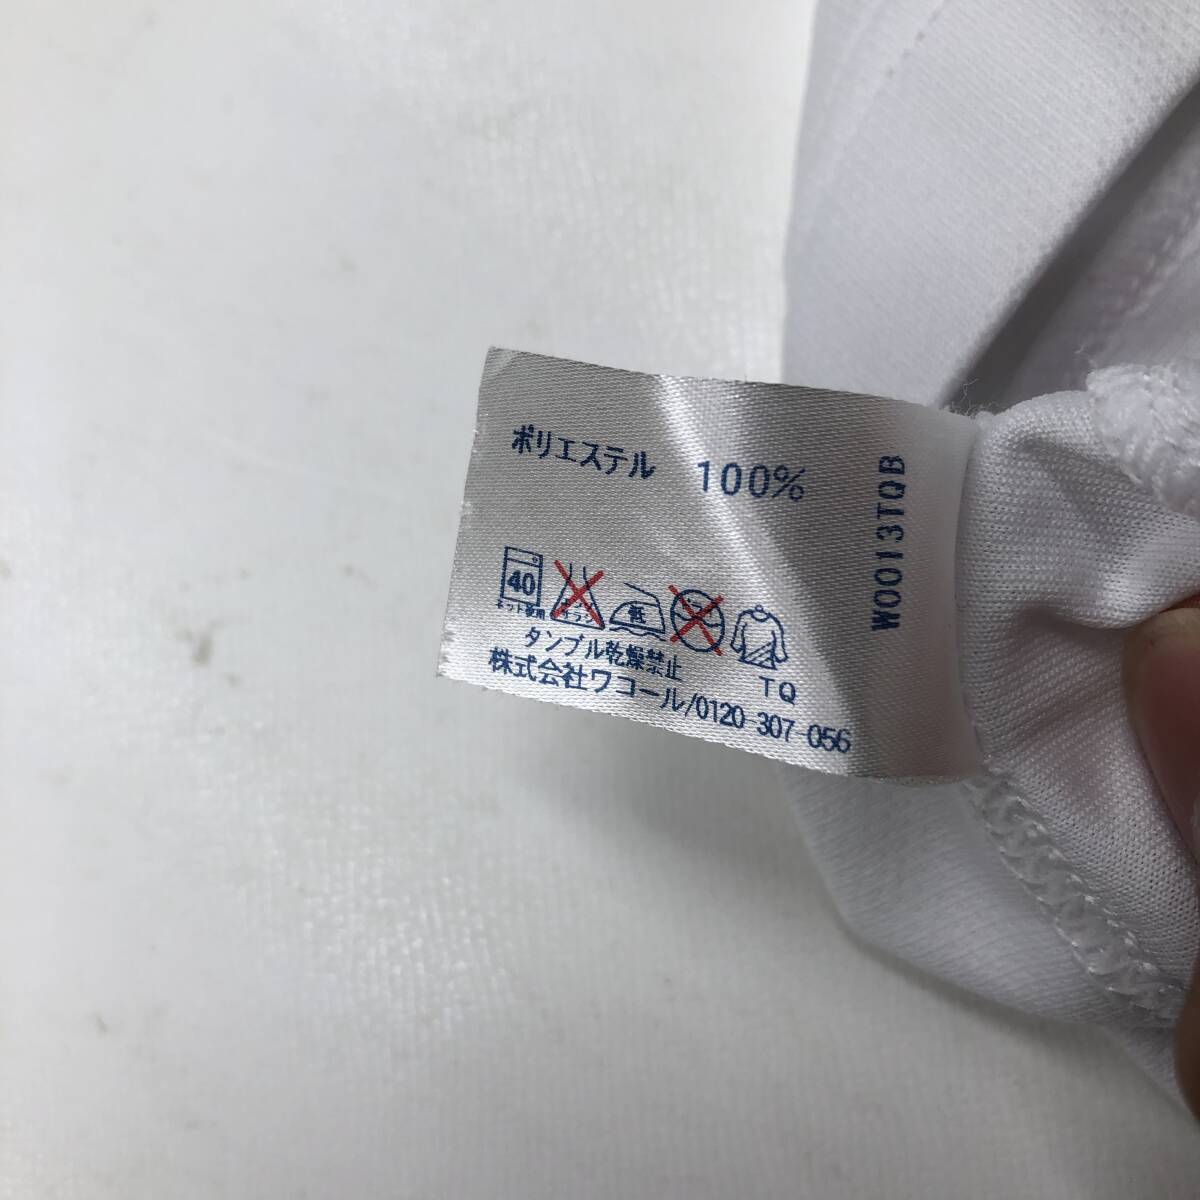 ポリエステル 100%
40
ネット使用
低
タンブル乾燥禁止
TQ
株式会社ワコール/0120-307-056
W0013TQB